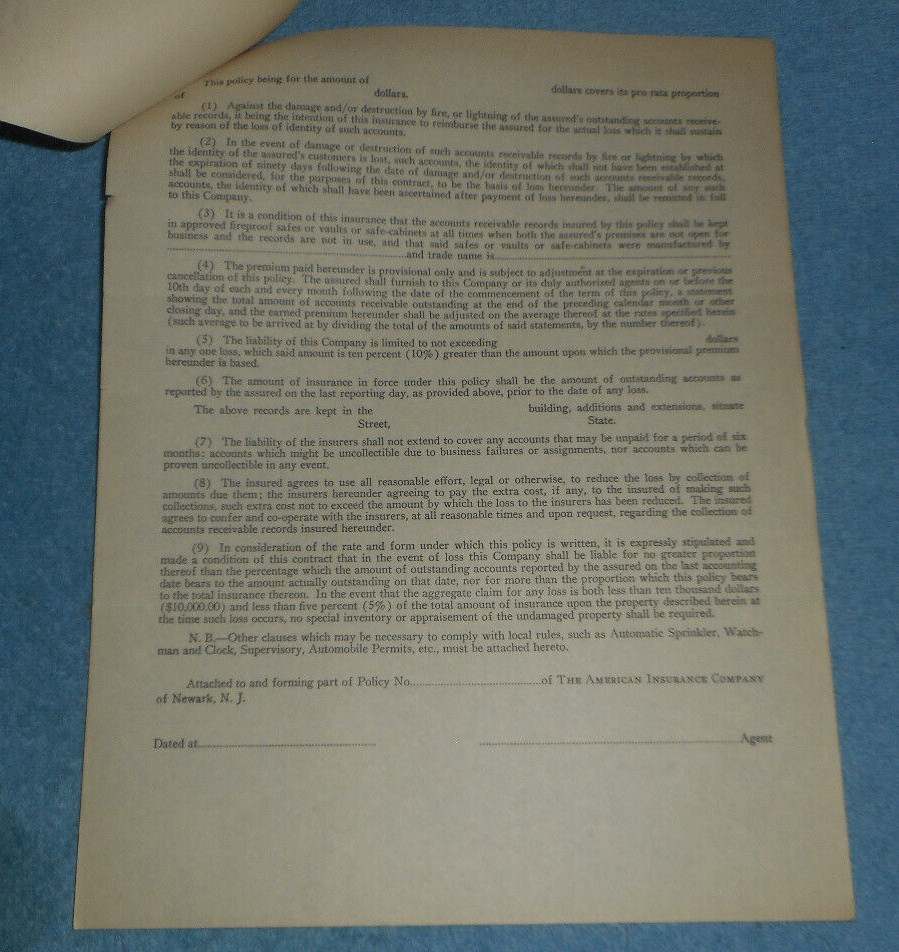 This policy being for the amount of dollars covers its pro rata proportion
of dollars.
(1) Against the damage and/or destruction by fire, or lightning of the assured's outstanding accounts receive-
able records, it being the intention of this insurance to reimburse the assured for the actual loss which it shall sustain
by reason of the loss of identity of such accounts.
(2) In the event of damage or destruction of such accounts receivable records by fire or lightning by which
the identity of the assured's customers is lost, such accounts, the identity of which shall not have been established at
the expiration of ninety days following the date of damage and/or destruction of such accounts receivable records,
shall be considered, for the purposes of this contract, to be the basis of loss hereunder. The amount of any such
accounts, the identity of which shall have been ascertained after payment of loss hereunder, shall be remitted in full
to this Company.
(3) It is a condition of this insurance that the accounts receivable records insured by this policy shall be kept
in approved fireproof safes or vaults or safe-cabinets at all times when both the assured's premises are not open for
business and the records are not in use, and that said safes or vaults or safe-cabinets were manufactured by
and trade name is
(4) The premium paid hereunder is provisional only and is subject to adjustment at the expiration or previous
cancellation of this policy. The assured shall furnish to this Company or its duly authorized agents on or before the
10th day of each and every month following the date of the commencement of the term of this policy, a statement
showing the total amount of accounts receivable outstanding at the end of the preceding calendar month or other
closing day, and the earned premium hereunder shall be adjusted on the average thereof at the rates specified herein
(such average to be arrived at by dividing the total of the amounts of said statements, by the number thereof).
(5) The liability of this Company is limited to not exceeding dollars
in any one loss, which said amount is ten percent (10%) greater than the amount upon which the provisional premium
hereunder is based.
(6) The amount of insurance in force under this policy shall be the amount of outstanding accounts as
reported by the assured on the last reporting day, as provided above, prior to the date of any loss.
The above records are kept in the building, additions and extensions, situate
Street, State.
(7) The liability of the insurers shall not extend to cover any accounts that may be unpaid for a period of six
months: accounts which might be uncollectible due to business failures or assignments, nor accounts which can be
proven uncollectible in any event.
(8) The insured agrees to use all reasonable effort, legal or otherwise, to reduce the loss by collection of
amounts due them; the insurers hereunder agreeing to pay the extra cost, if any, to the insured of making such
collections, such extra cost not to exceed the amount by which the loss to the insurers has been reduced. The insured
agrees to confer and co-operate with the insurers, at all reasonable times and upon request, regarding the collection of
accounts receivable records insured hereunder.
(9) In consideration of the rate and form under which this policy is written, it is expressly stipulated and
made a condition of this contract that in the event of loss this Company shall be liable for no greater proportion
thereof than the percentage which the amount of outstanding accounts reported by the assured on the last accounting
date bears to the amount actually outstanding on that date, nor for more than the proportion which this policy bears
to the total insurance thereon. In the event that the aggregate claim for any loss is both less than ten thousand dollars
($10,000.00) and less than five percent (5%) of the total amount of insurance upon the property described herein at
the time such loss occurs, no special inventory or appraisement of the undamaged property shall be required.
N. B.—Other clauses which may be necessary to comply with local rules, such as Automatic Sprinkler, Watch-
man and Clock, Supervisory, Automobile Permits, etc., must be attached hereto.
Attached to and forming part of Policy No. of THE AMERICAN INSURANCE COMPANY
of Newark, N. J.
Dated at Agent